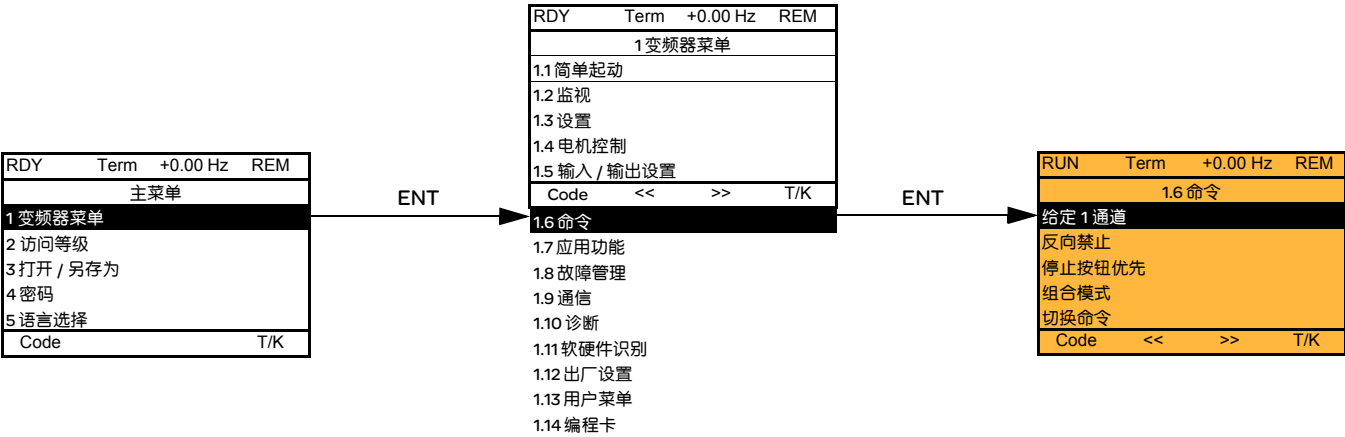 RDY Term +0.00 Hz REM
主菜单
1 变频器菜单
2 访问等级
3 打开 / 另存为
4 密码
5 语言选择
Code T/K
ENT
RDY Term +0.00 Hz REM
1 变频器菜单
1.1 简单起动
1.2 监视
1.3 设置
1.4 电机控制
1.5 输入 / 输出设置
Code << >> T/K
1.6 命令
1.7 应用功能
1.8 故障管理
1.9 通信
1.10 诊断
1.11 软硬件识别
1.12 出厂设置
1.13 用户菜单
1.14 编程卡
ENT
RUN Term +0.00 Hz REM
1.6 命令
给定 1 通道
反向禁止
停止按钮优先
组合模式
切换命令
Code << >> T/K